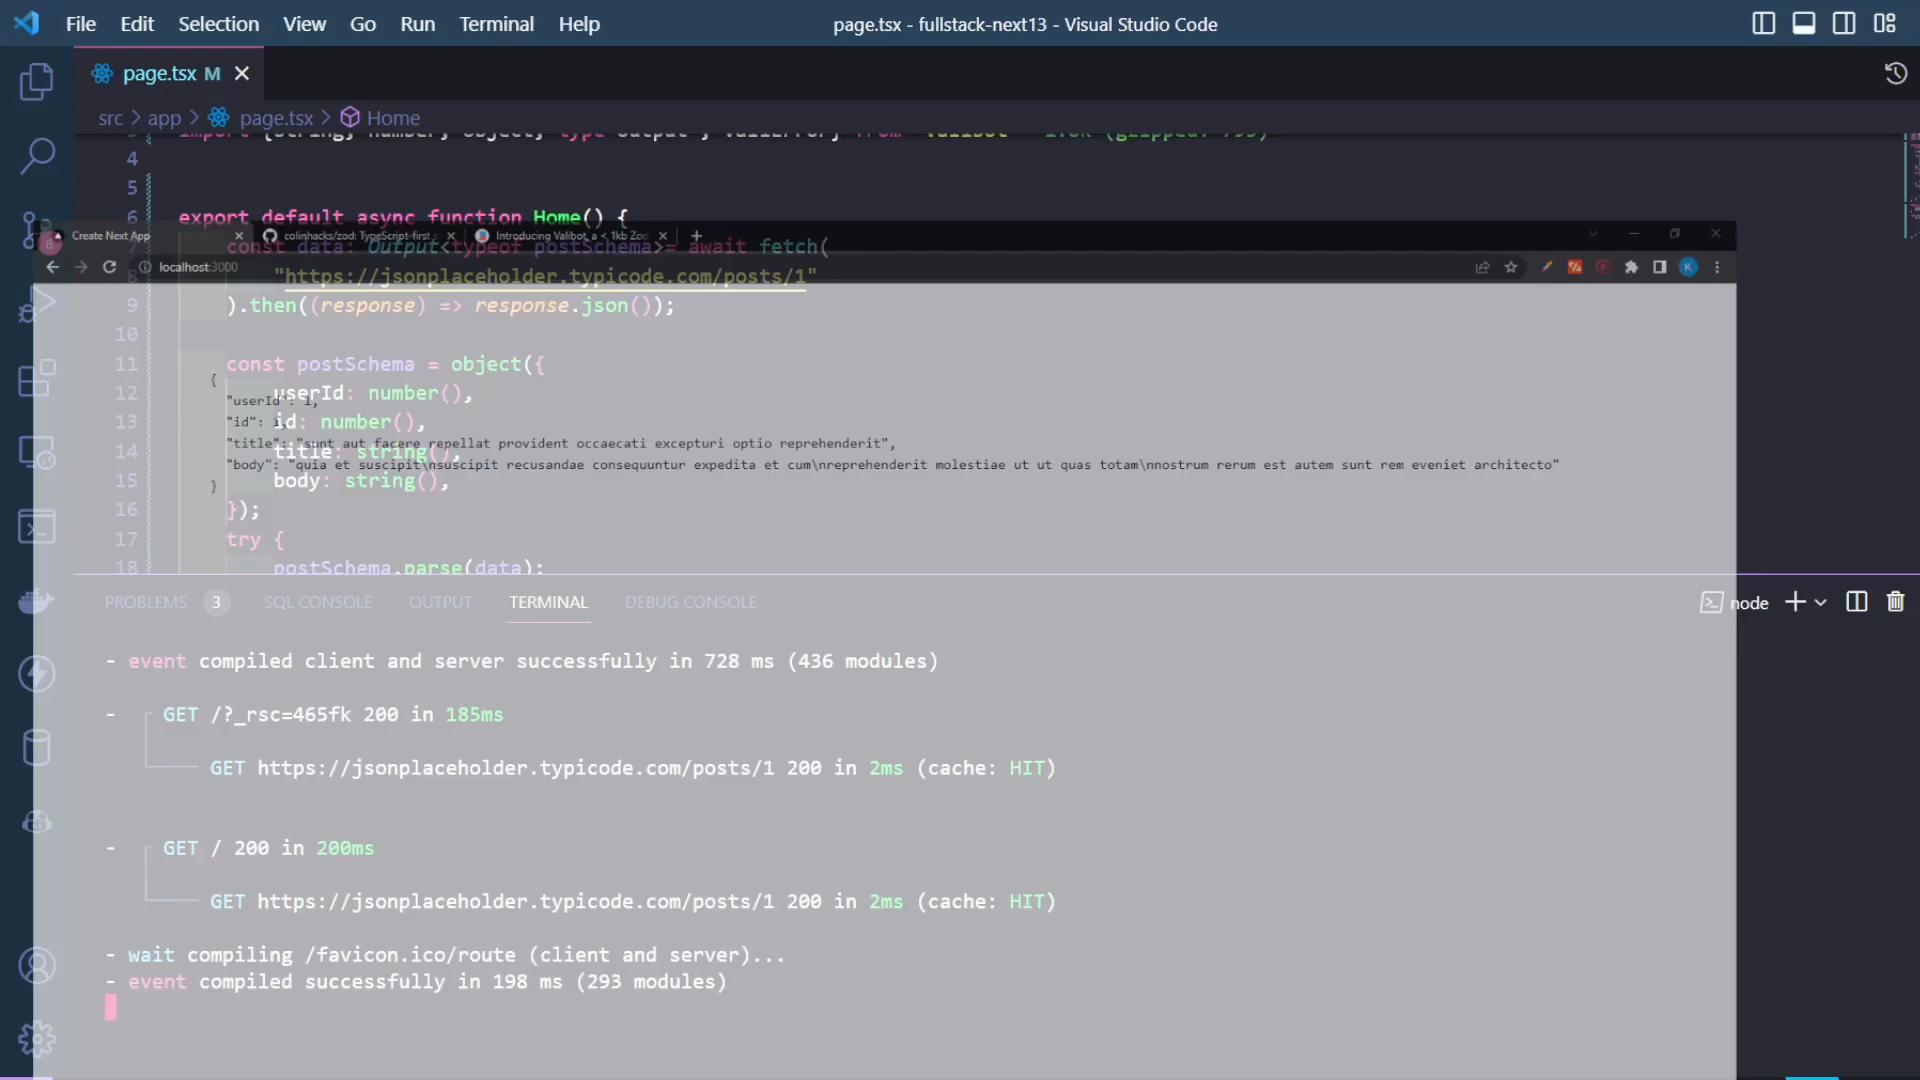 File Edit Selection View Go Run Terminal Help
page.tsx - fullstack-next13 - Visual Studio Code
page.tsx M
src > app > page.tsx > Home
4
5
6 export default async function Home() {
Create Next App
colinhacks/zod: TypeScript-first
Introducing Valibot, a < 1kb Zod
const data: Output<typeof postSchema>= await fetch(
localhost:3000
K
"https://jsonplaceholder.typicode.com/posts/1"
9 ).then((response) => response.json());
10
11 const postSchema = object({
{
12 userId: number(),
"userId": 1,
13 id: number(),
"id":
"title": "sunt aut facere repellat provident occaecati excepturi optio reprehenderit",
14 title: string(),
"body": "quia et suscipit\nsuscipit recusandae consequuntur expedita et cum\nreprehenderit molestiae ut ut quas totam\nnostrum rerum est autem sunt rem eveniet architecto"
15 body: string(),
}
16 });
17 try {
18 postSchema.parse(data);
PROBLEMS 3 SQL CONSOLE OUTPUT TERMINAL DEBUG CONSOLE
node
- event compiled client and server successfully in 728 ms (436 modules)
- GET /?_rsc=465fk 200 in 185ms
GET https://jsonplaceholder.typicode.com/posts/1 200 in 2ms (cache: HIT)
- GET / 200 in 200ms
GET https://jsonplaceholder.typicode.com/posts/1 200 in 2ms (cache: HIT)
- wait compiling /favicon.ico/route (client and server)...
- event compiled successfully in 198 ms (293 modules)